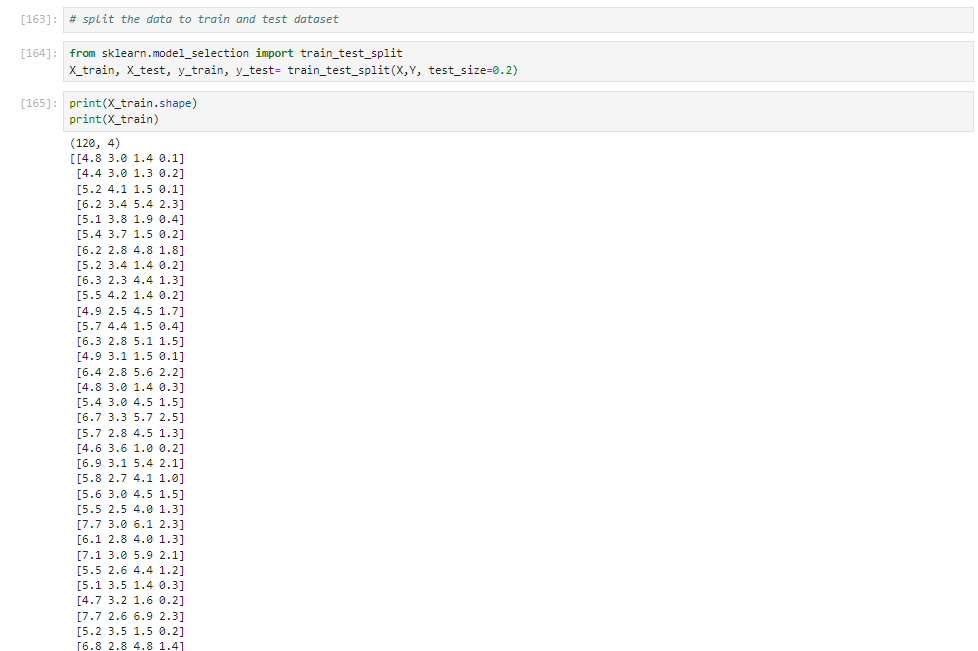 [163]: # split the data to train and test dataset
[164]: from sklearn.model_selection import train_test_split
X_train, X_test, y_train, y_test= train_test_split(X,Y, test_size=0.2)
[165]: print(X_train.shape)
print(X_train)
(120, 4)
[[4.8 3.0 1.4 0.1]
[4.4 3.0 1.3 0.2]
[5.2 4.1 1.5 0.1]
[6.2 3.4 5.4 2.3]
[5.1 3.8 1.9 0.4]
[5.4 3.7 1.5 0.2]
[6.2 2.8 4.8 1.8]
[5.2 3.4 1.4 0.2]
[6.3 2.3 4.4 1.3]
[5.5 4.2 1.4 0.2]
[4.9 2.5 4.5 1.7]
[5.7 4.4 1.5 0.4]
[6.3 2.8 5.1 1.5]
[4.9 3.1 1.5 0.1]
[6.4 2.8 5.6 2.2]
[4.8 3.0 1.4 0.3]
[5.4 3.0 4.5 1.5]
[6.7 3.3 5.7 2.5]
[5.7 2.8 4.5 1.3]
[4.6 3.6 1.0 0.2]
[6.9 3.1 5.4 2.1]
[5.8 2.7 4.1 1.0]
[5.6 3.0 4.5 1.5]
[5.5 2.5 4.0 1.3]
[7.7 3.0 6.1 2.3]
[6.1 2.8 4.0 1.3]
[7.1 3.0 5.9 2.1]
[5.5 2.6 4.4 1.2]
[5.1 3.5 1.4 0.3]
[4.7 3.2 1.6 0.2]
[7.7 2.6 6.9 2.3]
[5.2 3.5 1.5 0.2]
[6.8 2.8 4.8 1.4]